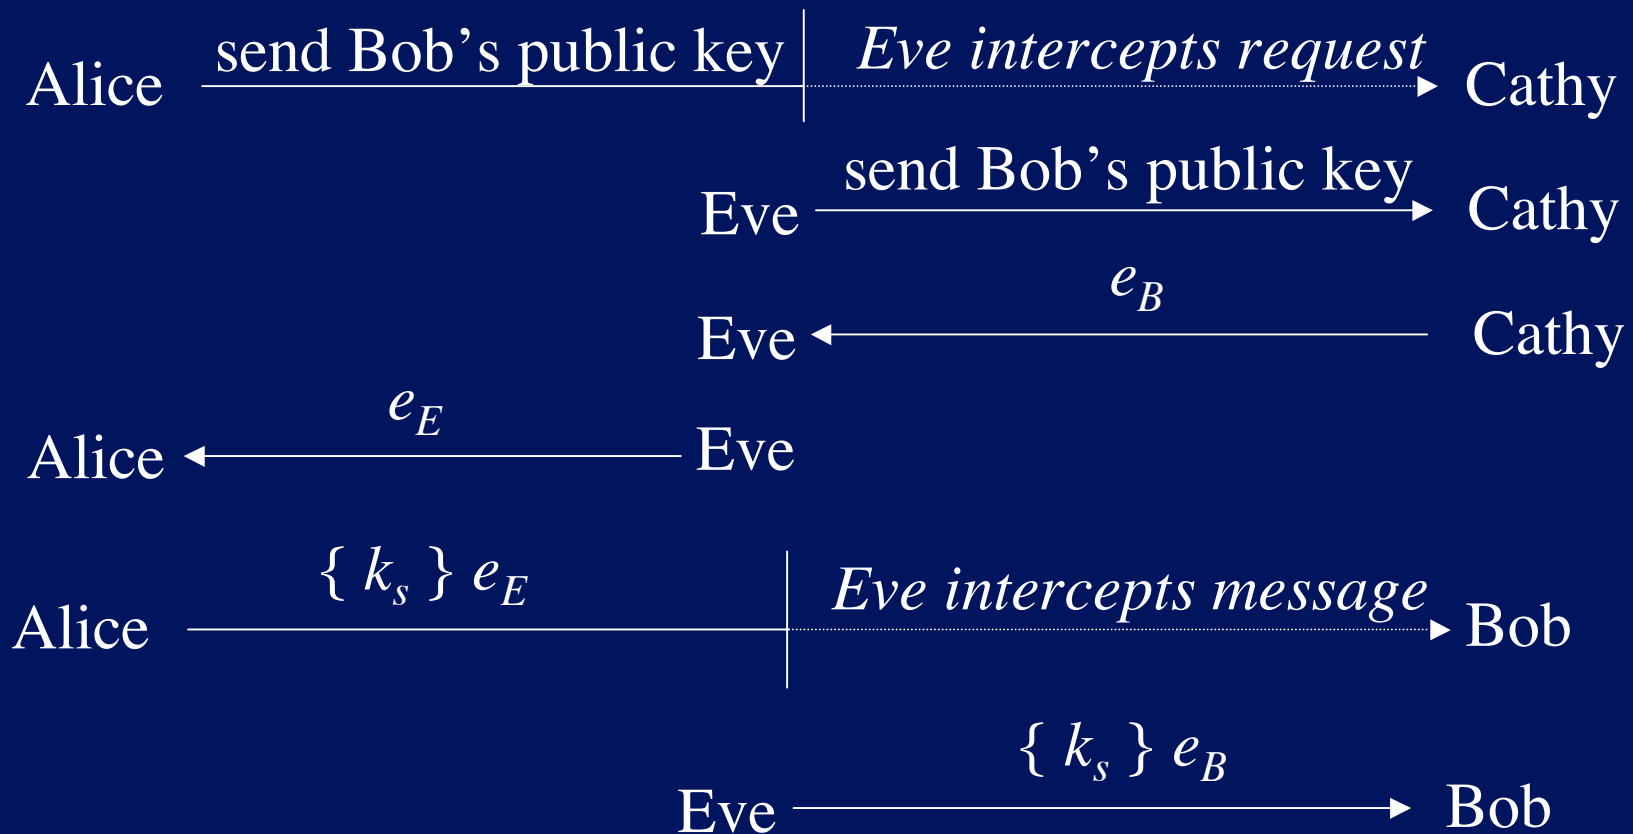 Alice send Bob’s public key Eve intercepts request Cathy
Eve send Bob’s public key Cathy
Eve e_B Cathy
Alice e_E Eve
Alice { k_s } e_E Eve intercepts message Bob
Eve { k_s } e_B Bob